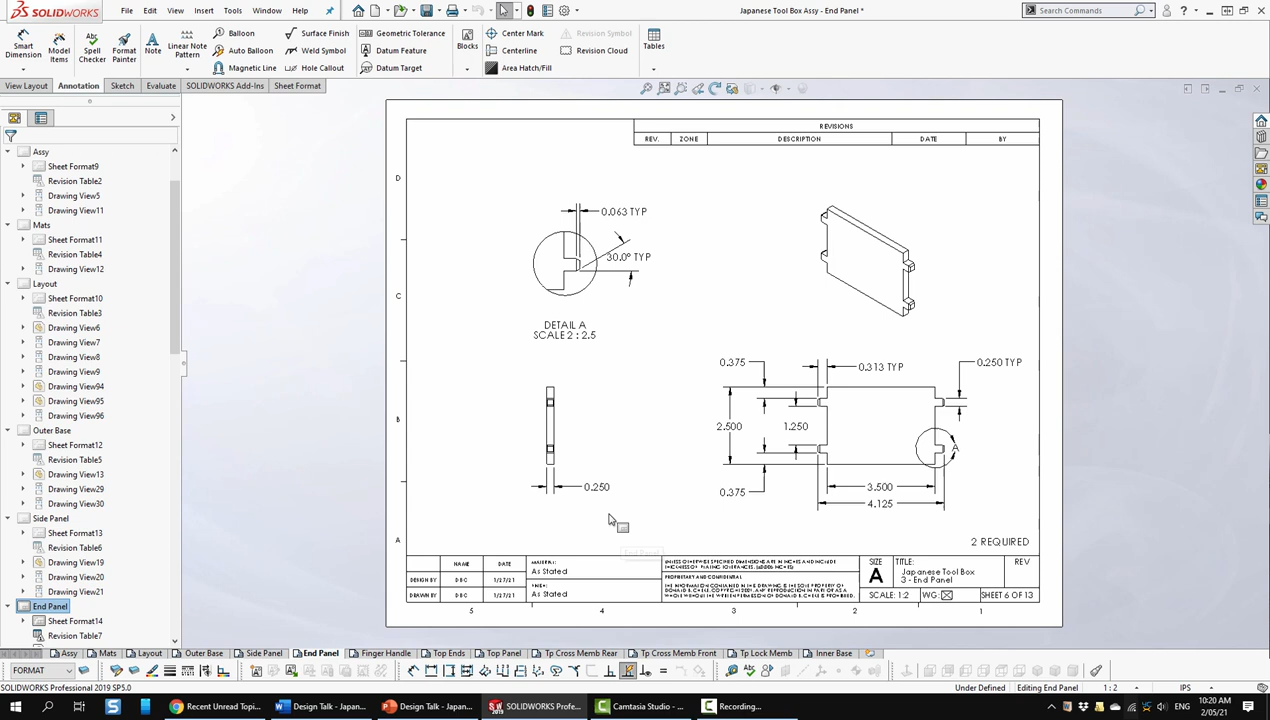 SOLIDWORKS
File Edit View Insert Tools Window Help
Japanese Tool Box Assy - End Panel *
Search Commands
Smart Dimension
Model Items
Spell Checker
Format Painter
Note
Linear Note Pattern
Balloon
Auto Balloon
Magnetic Line
Surface Finish
Weld Symbol
Hole Callout
Geometric Tolerance
Datum Feature
Datum Target
Blocks
Center Mark
Centerline
Area Hatch/Fill
Revision Symbol
Revision Cloud
Tables
View Layout Annotation Sketch Evaluate SOLIDWORKS Add-Ins Sheet Format
Assy
Sheet Format9
Revision Table2
Drawing View5
Drawing View11
Mats
Sheet Format11
Revision Table4
Drawing View12
Layout
Sheet Format10
Revision Table3
Drawing View6
Drawing View7
Drawing View8
Drawing View9
Drawing View94
Drawing View95
Drawing View96
Outer Base
Sheet Format12
Revision Table5
Drawing View13
Drawing View29
Drawing View30
Side Panel
Sheet Format13
Revision Table6
Drawing View19
Drawing View20
Drawing View21
End Panel
Sheet Format14
Revision Table7
REVISIONS
REV. ZONE DESCRIPTION DATE BY
D
C
B
A
0.063 TYP
30.0° TYP
DETAIL A
SCALE 2 : 2.5
0.250
0.375
0.313 TYP
0.250 TYP
2.500
1.250
A
0.375
3.500
4.125
2 REQUIRED
End Panel
NAME DATE
DESIGN BY DBC 1/27/21
DRAWN BY DBC 1/27/21
MATERIAL
As Stated
FINISH
As Stated
PROPRIETARY AND CONFIDENTIAL
SIZE
A
TITLE:
Japanese Tool Box
3 - End Panel
REV
SCALE: 1:2 WG: SHEET 6 OF 13
5 4 3 2 1
Assy Mats Layout Outer Base Side Panel End Panel Finger Handle Top Ends Top Panel Tp Cross Memb Rear Tp Cross Memb Front Tp Lock Memb Inner Base
FORMAT
SOLIDWORKS Professional 2019 SP5.0
Under Defined Editing End Panel 1 : 2 IPS
Recent Unread Topi...
Design Talk - Japan...
Design Talk - Japan...
SOLIDWORKS Profe...
Camtasia Studio - ...
Recording...
10:20 AM
2/05/21